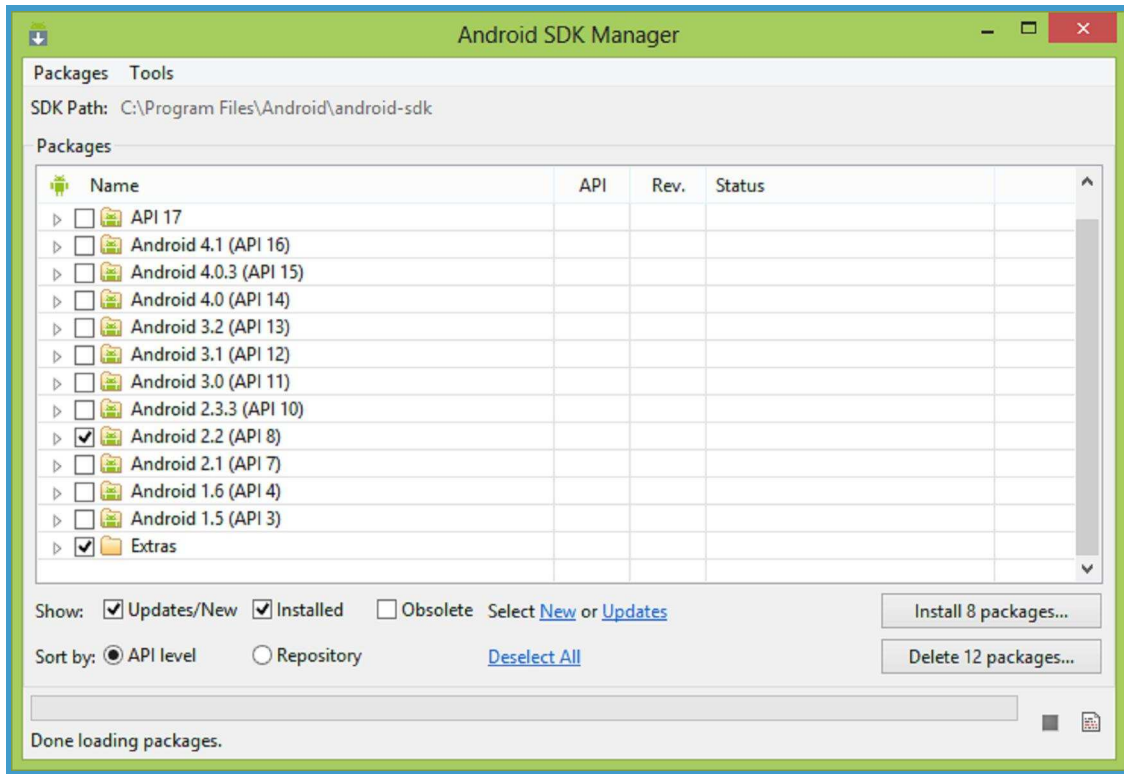 Android SDK Manager
Packages Tools
SDK Path: C:\Program Files\Android\android-sdk
Packages
Name API Rev. Status
API 17
Android 4.1 (API 16)
Android 4.0.3 (API 15)
Android 4.0 (API 14)
Android 3.2 (API 13)
Android 3.1 (API 12)
Android 3.0 (API 11)
Android 2.3.3 (API 10)
Android 2.2 (API 8)
Android 2.1 (API 7)
Android 1.6 (API 4)
Android 1.5 (API 3)
Extras
Show: Updates/New Installed Obsolete Select New or Updates Install 8 packages...
Sort by: API level Repository Deselect All Delete 12 packages...
Done loading packages.